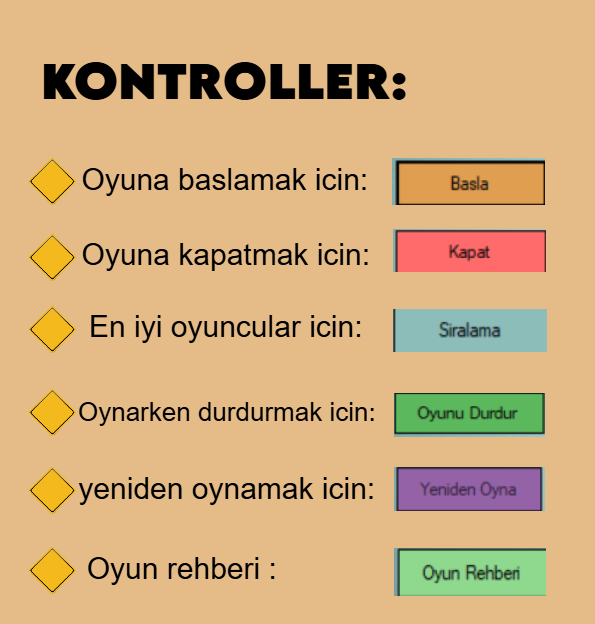 KONTROLLER:
Oyuna baslamak icin: Basla
Oyuna kapatmak icin: Kapat
En iyi oyuncular icin: Siralama
Oynarken durdurmak icin: Oyunu Durdur
yeniden oynamak icin: Yeniden Oyna
Oyun rehberi : Oyun Rehberi